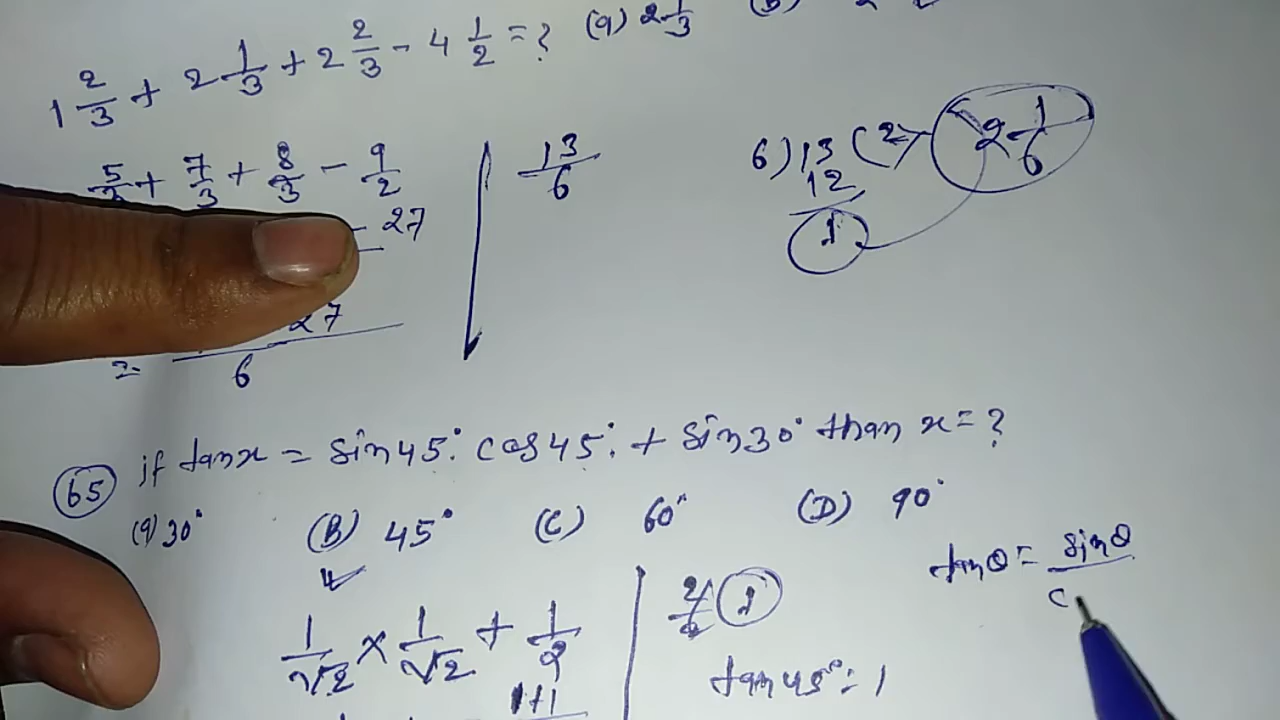 1 2/3 + 2 1/3 + 2 2/3 - 4 1/2 = ? (a) 2 1/3 (b)
5/3 + 7/3 + 8/3 - 9/2
- 27
27
= 6
13/6
6) 13 (2 → 2 1/6
12
1
(65) if tanx = sin45°. cos45° + sin30° than x = ?
(a) 30° (B) 45° (C) 60° (D) 90°
1/√2 × 1/√2 + 1/2
1+1
1
tan45° = 1
tanθ = sinθ
c